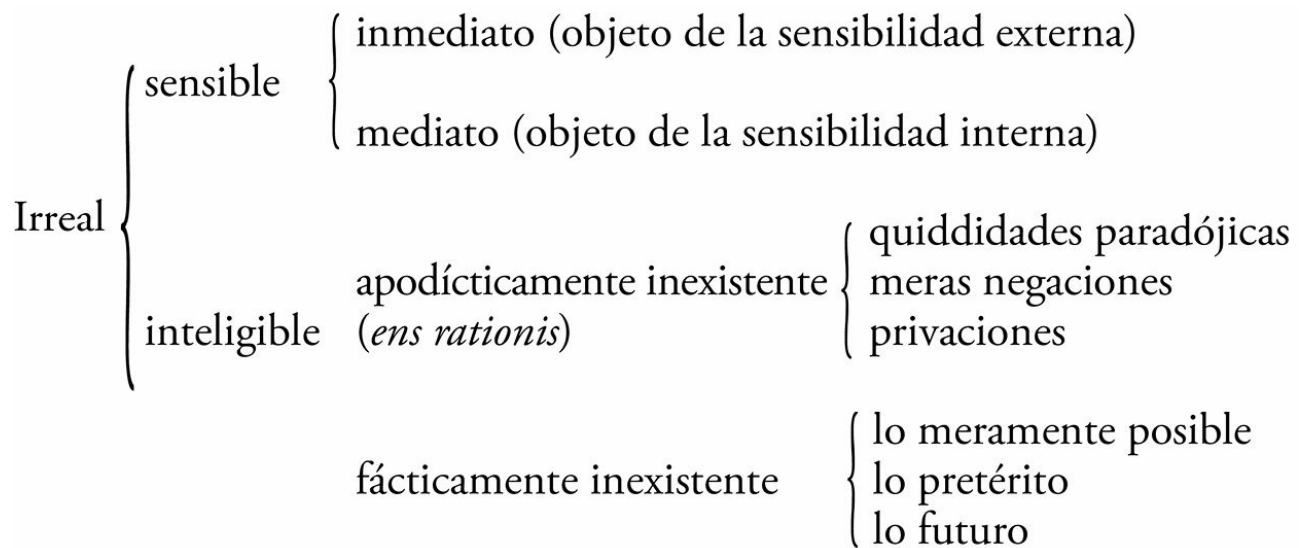 inmediato (objeto de la sensibilidad externa)
sensible
mediato (objeto de la sensibilidad interna)
Irreal
quiddidades paradójicas
apodícticamente inexistente
meras negaciones
inteligible
(ens rationis)
privaciones
lo meramente posible
fácticamente inexistente
lo pretérito
lo futuro